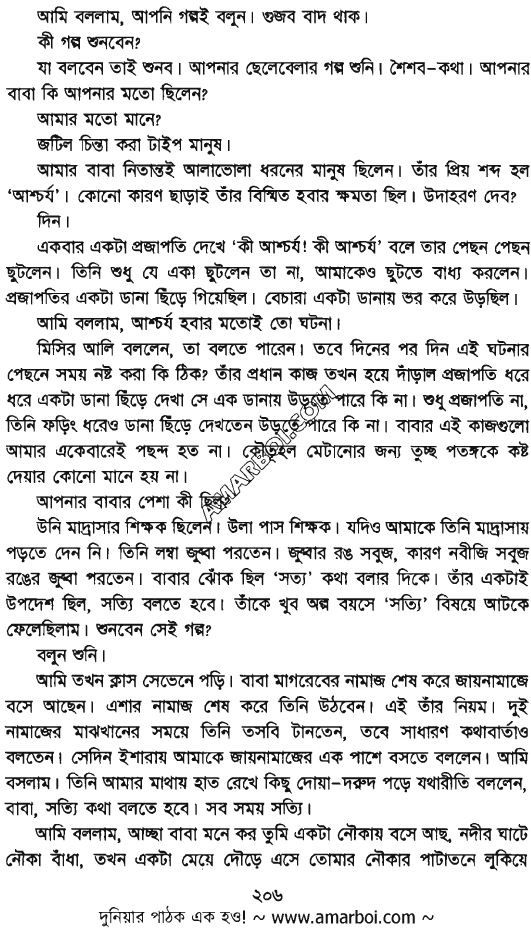 আমি বললাম, আপনি গল্পই বলুন। গুজব বাদ থাক।
কী গল্প শুনবেন?
যা বলবেন তাই শুনব। আপনার ছেলেবেলার গল্প শুনি। শৈশব–কথা। আপনার
বাবা কি আপনার মতো ছিলেন?
আমার মতো মানে?
জটিল চিন্তা করা টাইপ মানুষ।
আমার বাবা নিতান্তই আলাভোলা ধরনের মানুষ ছিলেন। তাঁর প্রিয় শব্দ হল
‘আশ্চর্য’। কোনো কারণ ছাড়াই তাঁর বিস্মিত হবার ক্ষমতা ছিল। উদাহরণ দেব?
দিন।
একবার একটা প্রজাপতি দেখে ‘কী আশ্চর্য! কী আশ্চর্য’ বলে তার পেছন পেছন
ছুটলেন। তিনি শুধু যে একা ছুটলেন তা না, আমাকেও ছুটতে বাধ্য করলেন।
প্রজাপতির একটা ডানা ছিঁড়ে গিয়েছিল। বেচারা একটা ডানায় ভর করে উড়ছিল।
আমি বললাম, আশ্চর্য হবার মতোই তো ঘটনা।
মিসির আলি বললেন, তা বলতে পারেন। তবে দিনের পর দিন এই ঘটনার
পেছনে সময় নষ্ট করা কি ঠিক? তাঁর প্রধান কাজ তখন হয়ে দাঁড়াল প্রজাপতি ধরে
ধরে একটা ডানা ছিঁড়ে দেখা সে এক ডানায় উড়তে পারে কি না। শুধু প্রজাপতি না,
তিনি ফড়িং ধরেও ডানা ছিঁড়ে দেখতেন উড়তে পারে কি না। বাবার এই কাজগুলো
আমার একেবারেই পছন্দ হত না। কৌতূহল মেটানোর জন্য তুচ্ছ পতঙ্গকে কষ্ট
দেয়ার কোনো মানে হয় না।
আপনার বাবার পেশা কী ছিল?
উনি মাদ্রাসার শিক্ষক ছিলেন। উলা পাস শিক্ষক। যদিও আমাকে তিনি মাদ্রাসায়
পড়তে দেন নি। তিনি লম্বা জুব্বা পরতেন। জুব্বার রঙ সবুজ, কারণ নবীজি সবুজ
রঙের জুব্বা পরতেন। বাবার ঝোঁক ছিল ‘সত্য’ কথা বলার দিকে। তাঁর একটাই
উপদেশ ছিল, সত্যি বলতে হবে। তাঁকে খুব অল্প বয়সে ‘সত্যি’ বিষয়ে আটকে
ফেলেছিলাম। শুনবেন সেই গল্প?
বলুন শুনি।
আমি তখন ক্লাস সেভেনে পড়ি। বাবা মাগরেবের নামাজ শেষ করে জায়নামাজে
বসে আছেন। এশার নামাজ শেষ করে তিনি উঠবেন। এই তাঁর নিয়ম। দুই
নামাজের মাঝখানের সময়ে তিনি তসবি টানতেন, তবে সাধারণ কথাবার্তাও
বলতেন। সেদিন ইশারায় আমাকে জায়নামাজের এক পাশে বসতে বললেন। আমি
বসলাম। তিনি আমার মাথায় হাত রেখে কিছু দোয়া–দরুদ পড়ে যথারীতি বললেন,
বাবা, সত্যি কথা বলতে হবে। সব সময় সত্যি।
আমি বললাম, আচ্ছা বাবা মনে কর তুমি একটা নৌকায় বসে আছ, নদীর ঘাটে
নৌকা বাঁধা, তখন একটা মেয়ে দৌড়ে এসে তোমার নৌকার পাটাতনে লুকিয়ে
AMARBOI.COM
২০৬
দুনিয়ার পাঠক এক হও! ~ www.amarboi.com ~